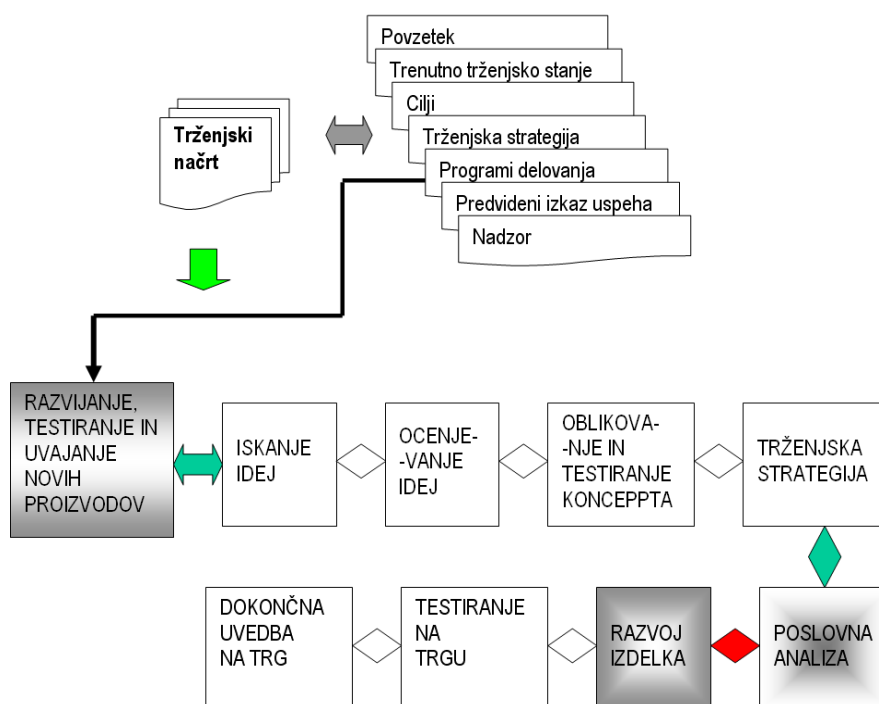 Povzetek
Trenutno trženjsko stanje
Cilji
Trženjska strategija
Programi delovanja
Predvideni izkaz uspeha
Nadzor
Trženjski
načrt
RAZVIJANJE,
TESTIRANJE IN
UVAJANJE
NOVIH
PROIZVODOV
ISKANJE
IDEJ
OCENJE-
-VANJE
IDEJ
OBLIKOVA-
-NJE IN
TESTIRANJE
KONCEPPTA
TRŽENJSKA
STRATEGIJA
DOKONČNA
UVEDBA
NA TRG
TESTIRANJE
NA
TRGU
RAZVOJ
IZDELKA
POSLOVNA
ANALIZA